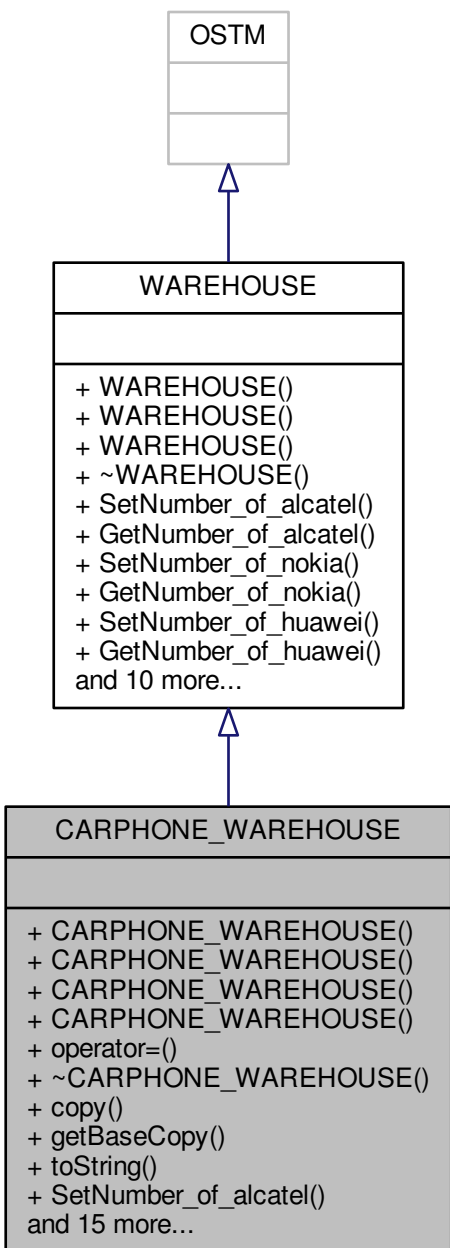 OSTM
WAREHOUSE
+ WAREHOUSE()
+ WAREHOUSE()
+ WAREHOUSE()
+ ~WAREHOUSE()
+ SetNumber_of_alcatel()
+ GetNumber_of_alcatel()
+ SetNumber_of_nokia()
+ GetNumber_of_nokia()
+ SetNumber_of_huawei()
+ GetNumber_of_huawei()
and 10 more...
CARPHONE_WAREHOUSE
+ CARPHONE_WAREHOUSE()
+ CARPHONE_WAREHOUSE()
+ CARPHONE_WAREHOUSE()
+ CARPHONE_WAREHOUSE()
+ operator=()
+ ~CARPHONE_WAREHOUSE()
+ copy()
+ getBaseCopy()
+ toString()
+ SetNumber_of_alcatel()
and 15 more...